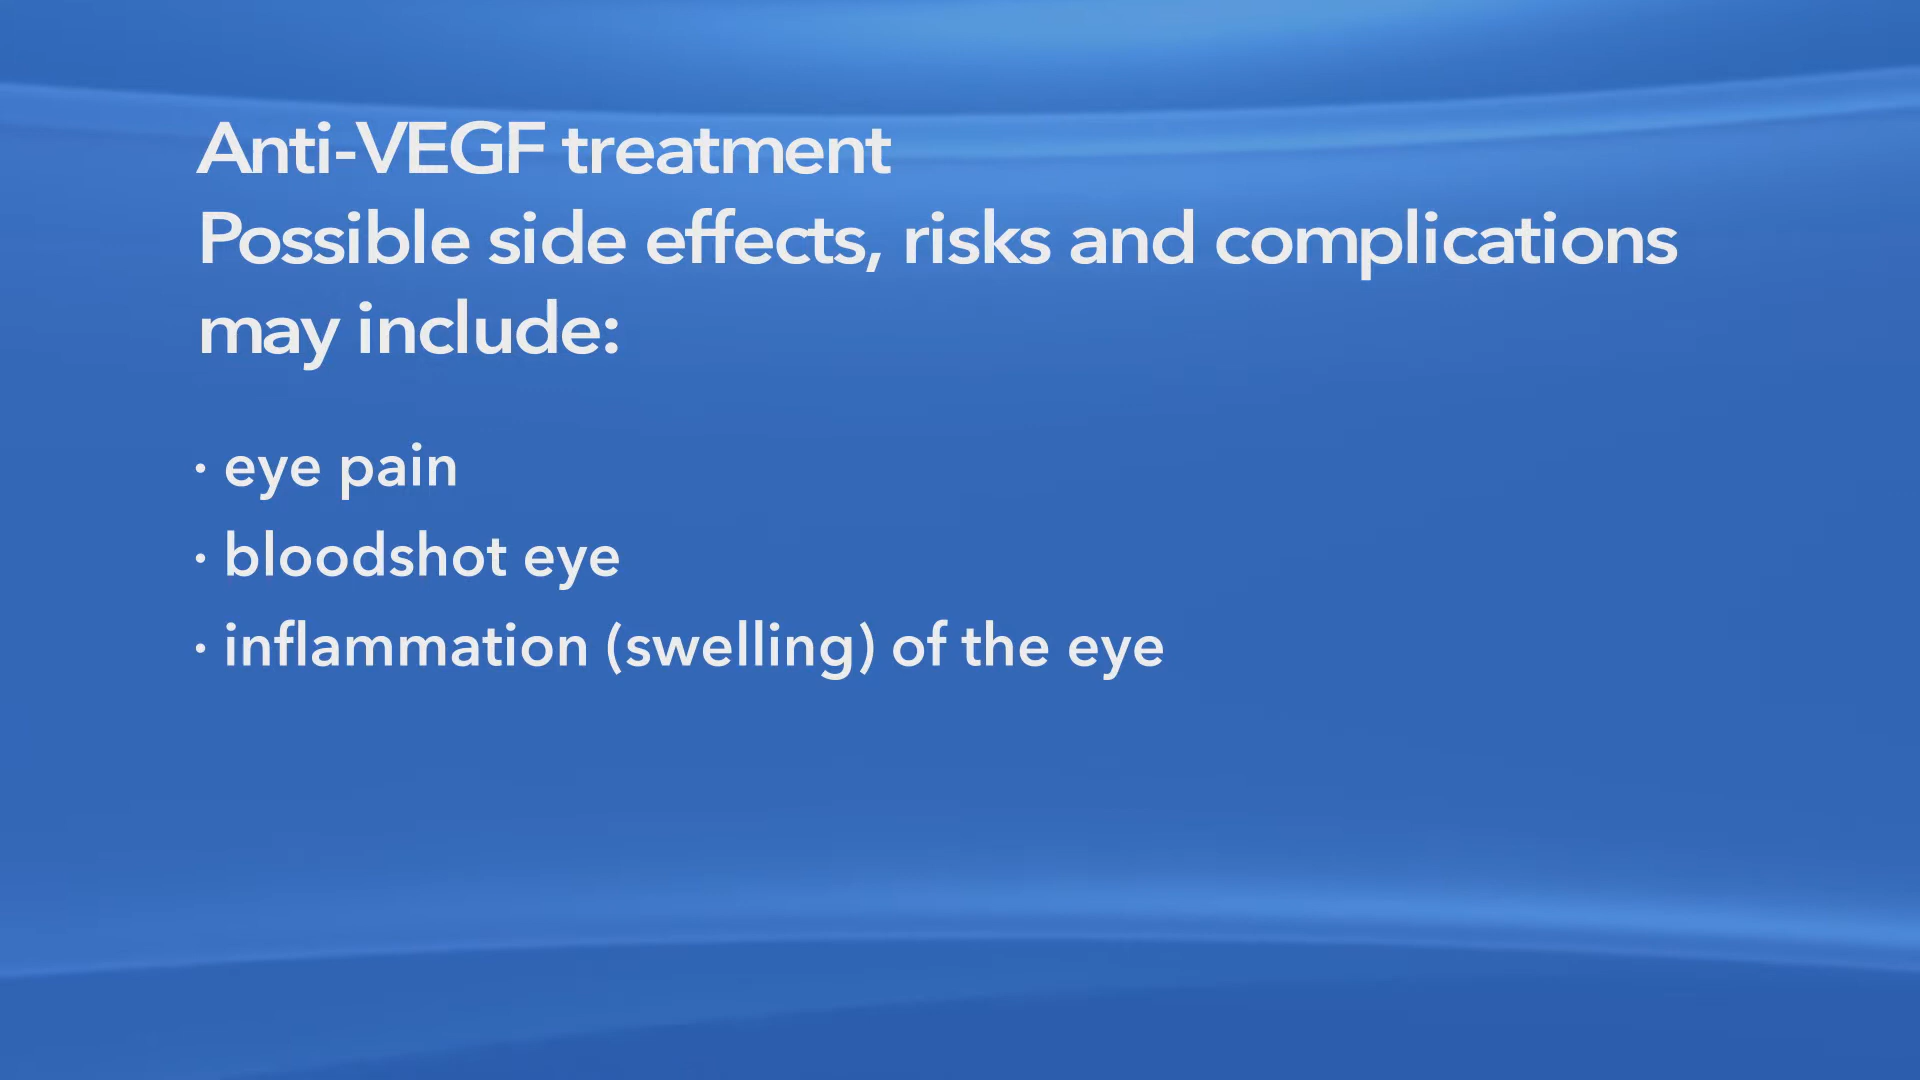 Anti-VEGF treatment
Possible side effects, risks and complications
may include:
· eye pain
· bloodshot eye
· inflammation (swelling) of the eye